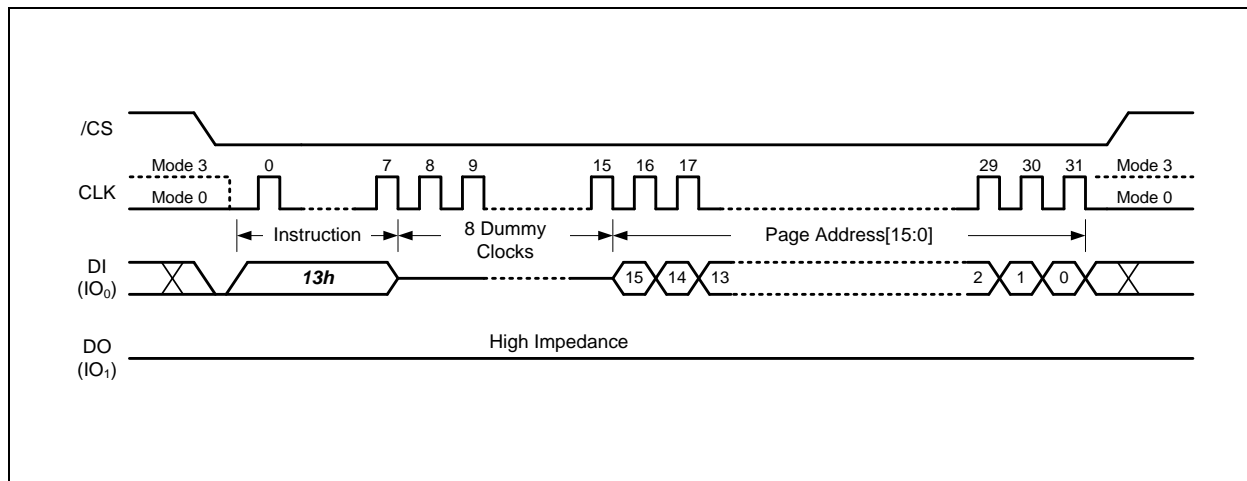 /CS
Mode 3 0 7 8 9 15 16 17 29 30 31 Mode 3
CLK
Mode 0 Mode 0
Instruction 8 Dummy Clocks Page Address[15:0]
DI (IO₀) 13h 15 14 13 2 1 0
High Impedance
DO (IO₁)